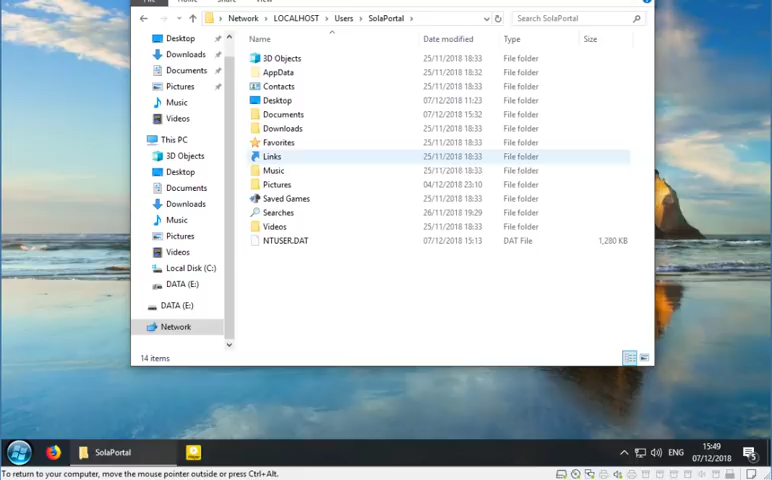 File Home Share View
Network > LOCALHOST > Users > SolaPortal >
Search SolaPortal
Name Date modified Type Size
Desktop
Downloads
Documents
Pictures
Music
Videos
This PC
3D Objects
Desktop
Documents
Downloads
Music
Pictures
Videos
Local Disk (C:)
DATA (E:)
DATA (E:)
Network
3D Objects 25/11/2018 18:33 File folder
AppData 25/11/2018 18:32 File folder
Contacts 25/11/2018 18:33 File folder
Desktop 07/12/2018 11:23 File folder
Documents 07/12/2018 15:32 File folder
Downloads 25/11/2018 18:33 File folder
Favorites 25/11/2018 18:33 File folder
Links 25/11/2018 18:33 File folder
Music 25/11/2018 18:33 File folder
Pictures 04/12/2018 23:10 File folder
Saved Games 25/11/2018 18:33 File folder
Searches 26/11/2018 19:29 File folder
Videos 25/11/2018 18:33 File folder
NTUSER.DAT 07/12/2018 15:13 DAT File 1,280 KB
14 items
SolaPortal
ENG
15:49
07/12/2018
5
To return to your computer, move the mouse pointer outside or press Ctrl+Alt.